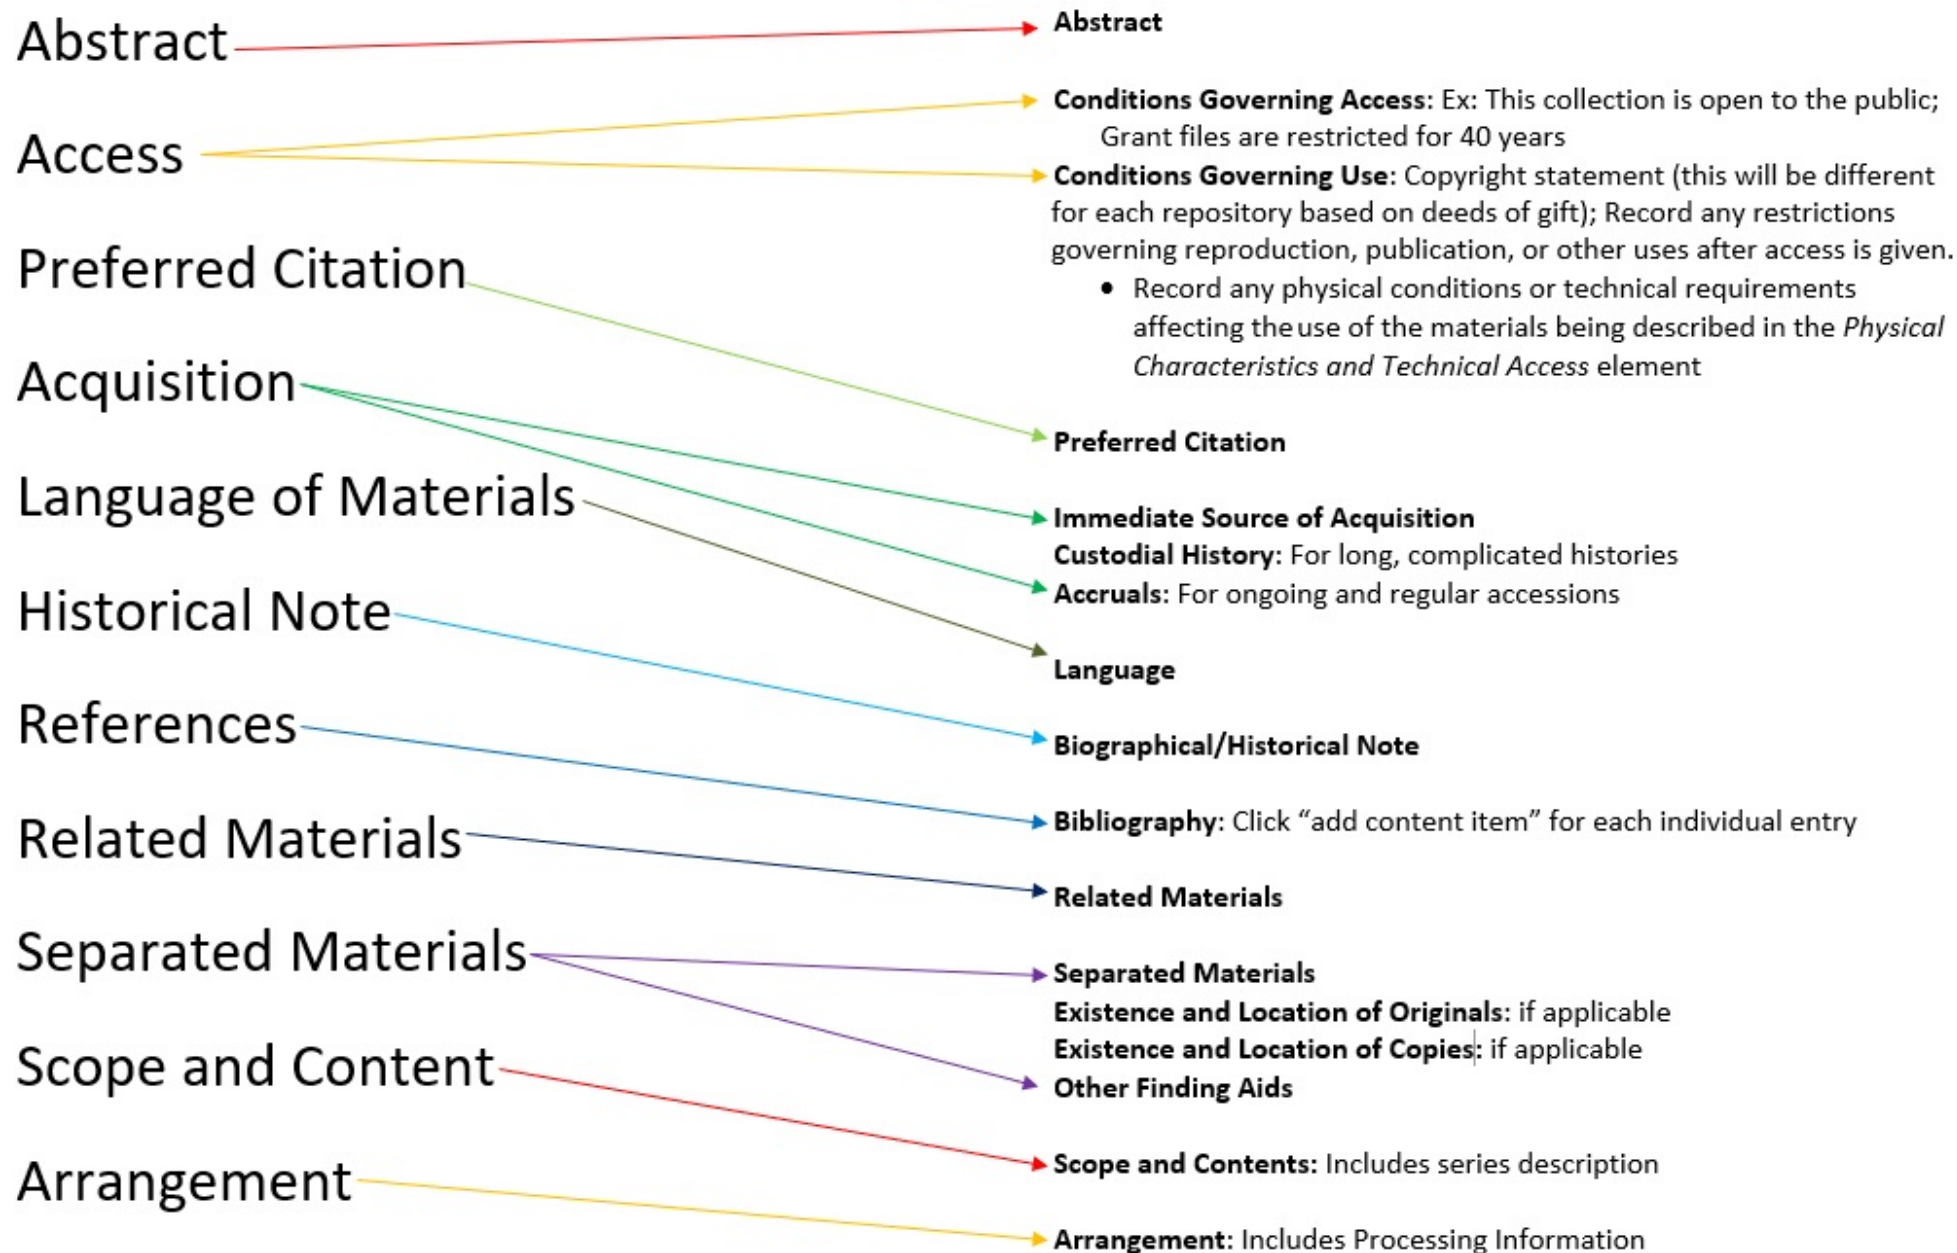 Abstract
Access
Preferred Citation
Acquisition
Language of Materials
Historical Note
References
Related Materials
Separated Materials
Scope and Content
Arrangement
Abstract
Conditions Governing Access: Ex: This collection is open to the public;
Grant files are restricted for 40 years
Conditions Governing Use: Copyright statement (this will be different
for each repository based on deeds of gift); Record any restrictions
governing reproduction, publication, or other uses after access is given.
• Record any physical conditions or technical requirements
affecting the use of the materials being described in the Physical
Characteristics and Technical Access element
Preferred Citation
Immediate Source of Acquisition
Custodial History: For long, complicated histories
Accruals: For ongoing and regular accessions
Language
Biographical/Historical Note
Bibliography: Click “add content item” for each individual entry
Related Materials
Separated Materials
Existence and Location of Originals: if applicable
Existence and Location of Copies: if applicable
Other Finding Aids
Scope and Contents: Includes series description
Arrangement: Includes Processing Information